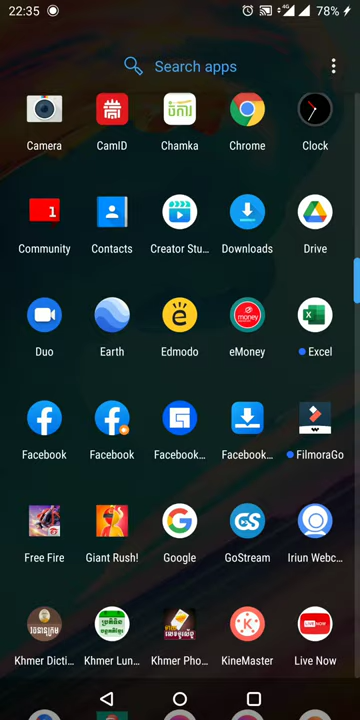 22:35
4G
78%
Search apps
Camera
CamID
Chamka
Chrome
Clock
Community
Contacts
Creator Stu...
Downloads
Drive
Duo
Earth
Edmodo
eMoney
Excel
Facebook
Facebook
Facebook...
Facebook...
FilmoraGo
Free Fire
Giant Rush!
Google
GoStream
Iriun Webc...
Khmer Dicti...
Khmer Lun...
Khmer Pho...
KineMaster
Live Now